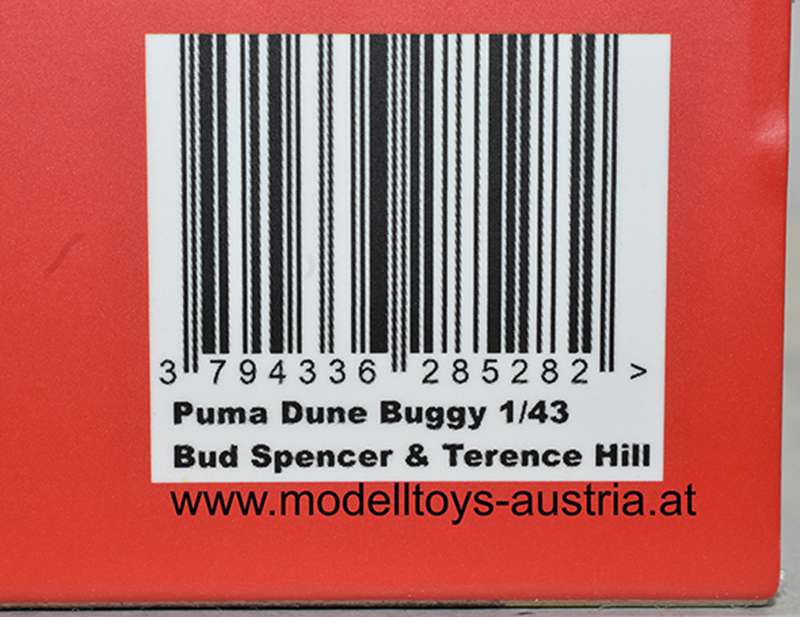 3 794336 285282 >
Puma Dune Buggy 1/43
Bud Spencer & Terence Hill
www.modelltoys-austria.at